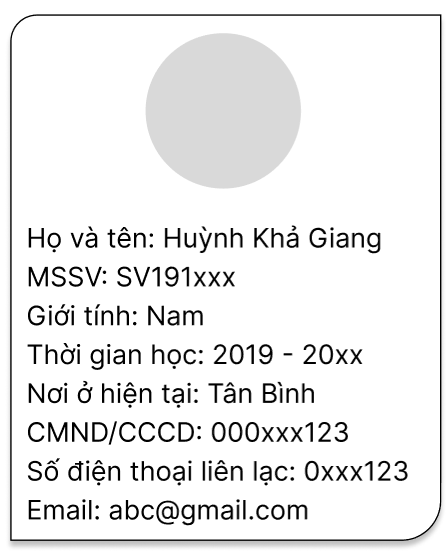 Họ và tên: Huỳnh Khả Giang
MSSV: SV191xxx
Giới tính: Nam
Thời gian học: 2019 - 20xx
Nơi ở hiện tại: Tân Bình
CMND/CCCD: 000xxx123
Số điện thoại liên lạc: 0xxx123
Email: abc@gmail.com